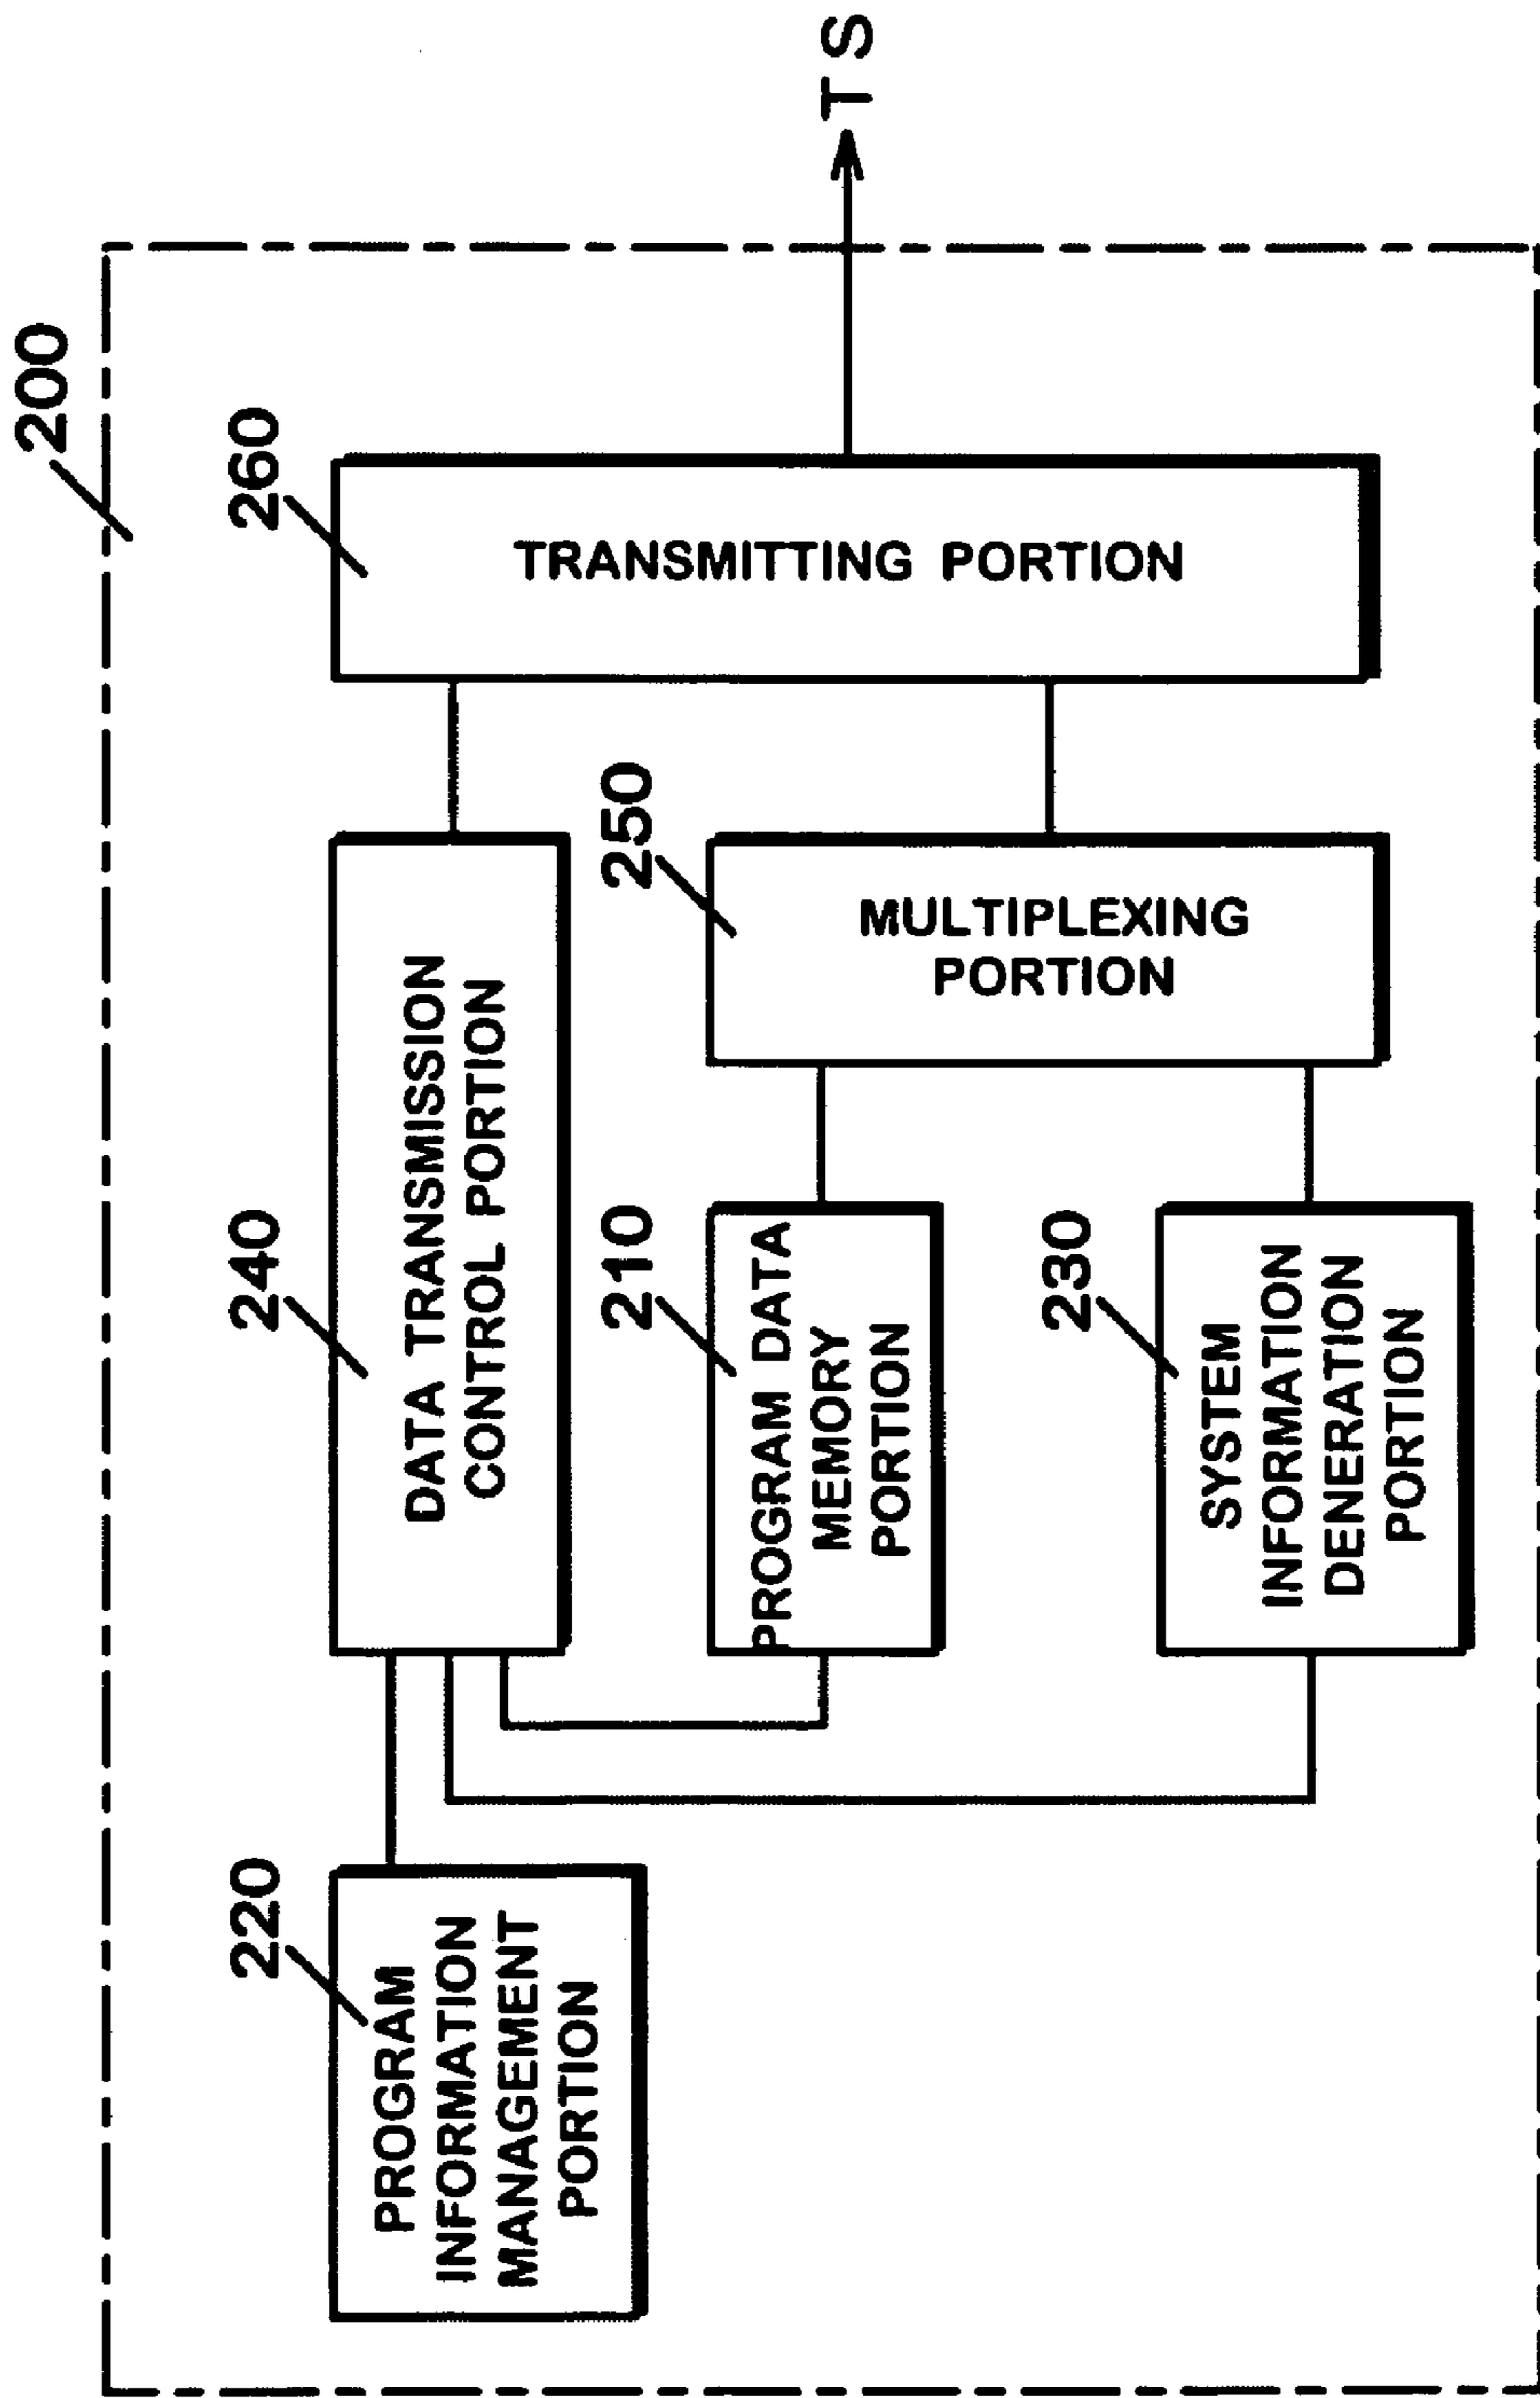 200
220
PROGRAM
INFORMATION
MANAGEMENT
PORTION
240
DATA TRANSMISSION
CONTROL PORTION
260
TRANSMITTING PORTION
210
PROGRAM DATA
MEMORY
PORTION
250
MULTIPLEXING
PORTION
230
SYSTEM
INFORMATION
DENERATION
PORTION
TS